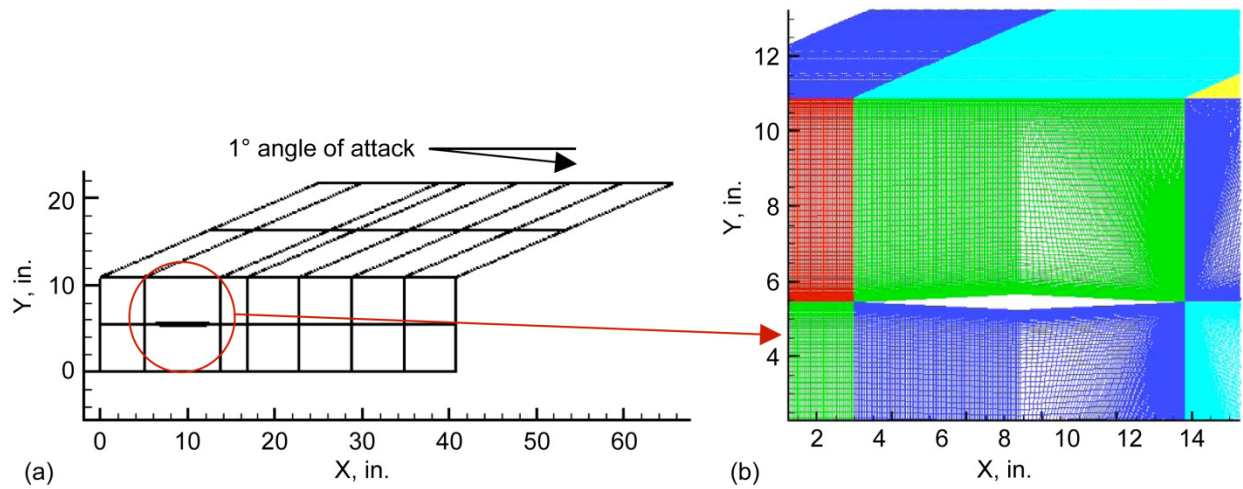 1° angle of attack
20
10
0
Y, in.
0 10 20 30 40 50 60
X, in.
(a)
12
10
8
6
4
Y, in.
2 4 6 8 10 12 14
X, in.
(b)